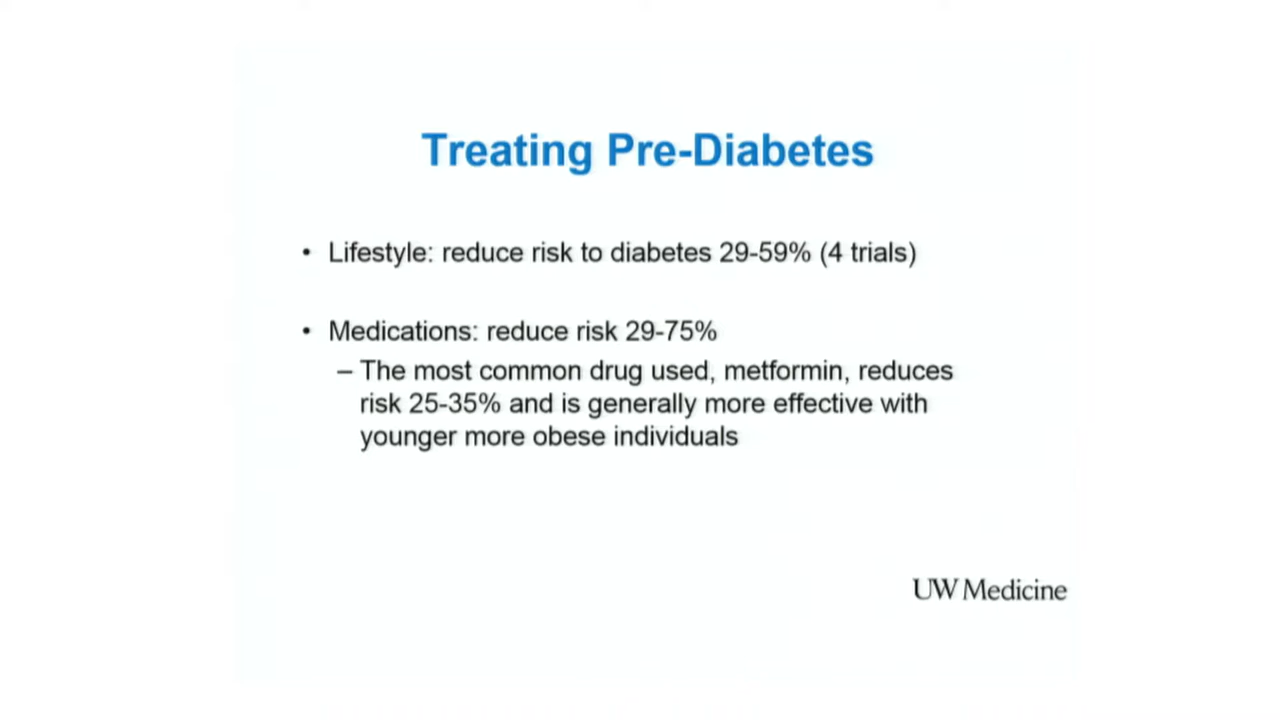 Treating Pre-Diabetes
• Lifestyle: reduce risk to diabetes 29-59% (4 trials)
• Medications: reduce risk 29-75%
– The most common drug used, metformin, reduces
risk 25-35% and is generally more effective with
younger more obese individuals
UW Medicine